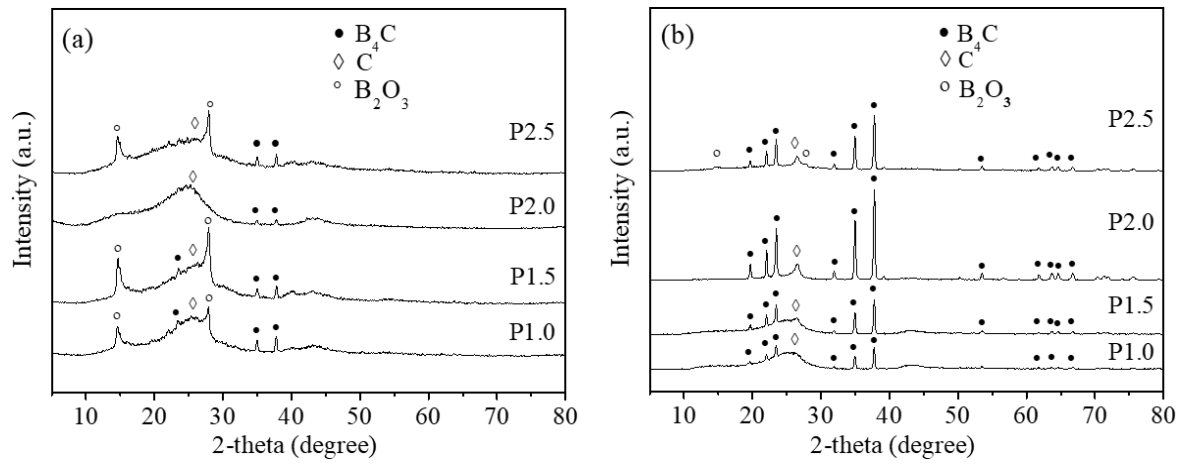 (a)
● B₄C
◇ C
○ B₂O₃
P2.5
P2.0
P1.5
P1.0
Intensity (a.u.)
10 20 30 40 50 60 70 80
2-theta (degree)
(b)
● B₄C
◇ C
○ B₂O₃
P2.5
P2.0
P1.5
P1.0
Intensity (a.u.)
10 20 30 40 50 60 70 80
2-theta (degree)